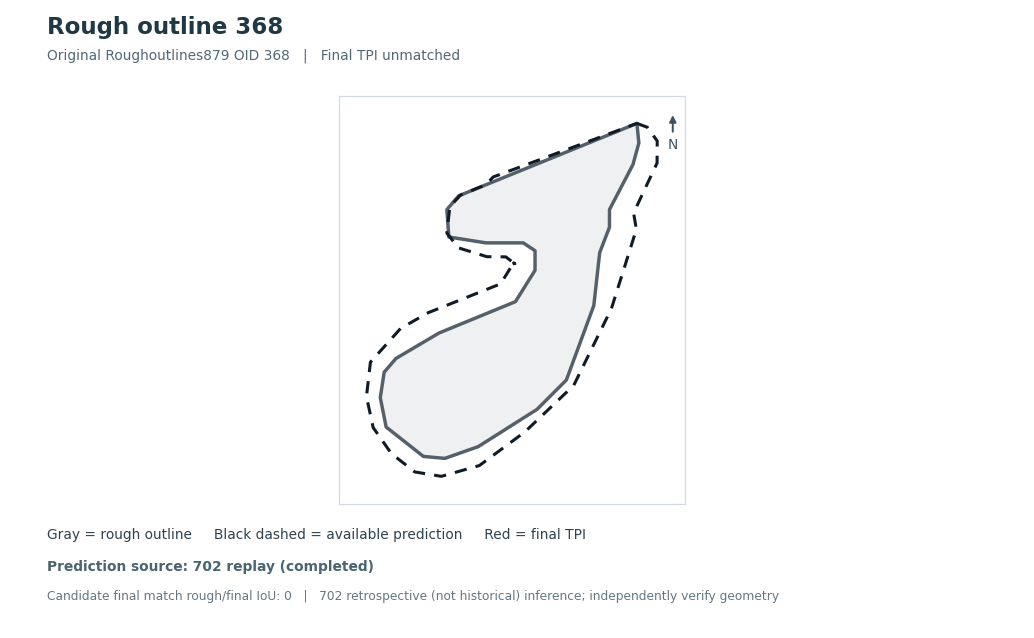 Rough outline 368
Original Roughoutlines879 OID 368   |   Final TPI unmatched
N
Gray = rough outline     Black dashed = available prediction     Red = final TPI
Prediction source: 702 replay (completed)
Candidate final match rough/final IoU: 0   |   702 retrospective (not historical) inference; independently verify geometry